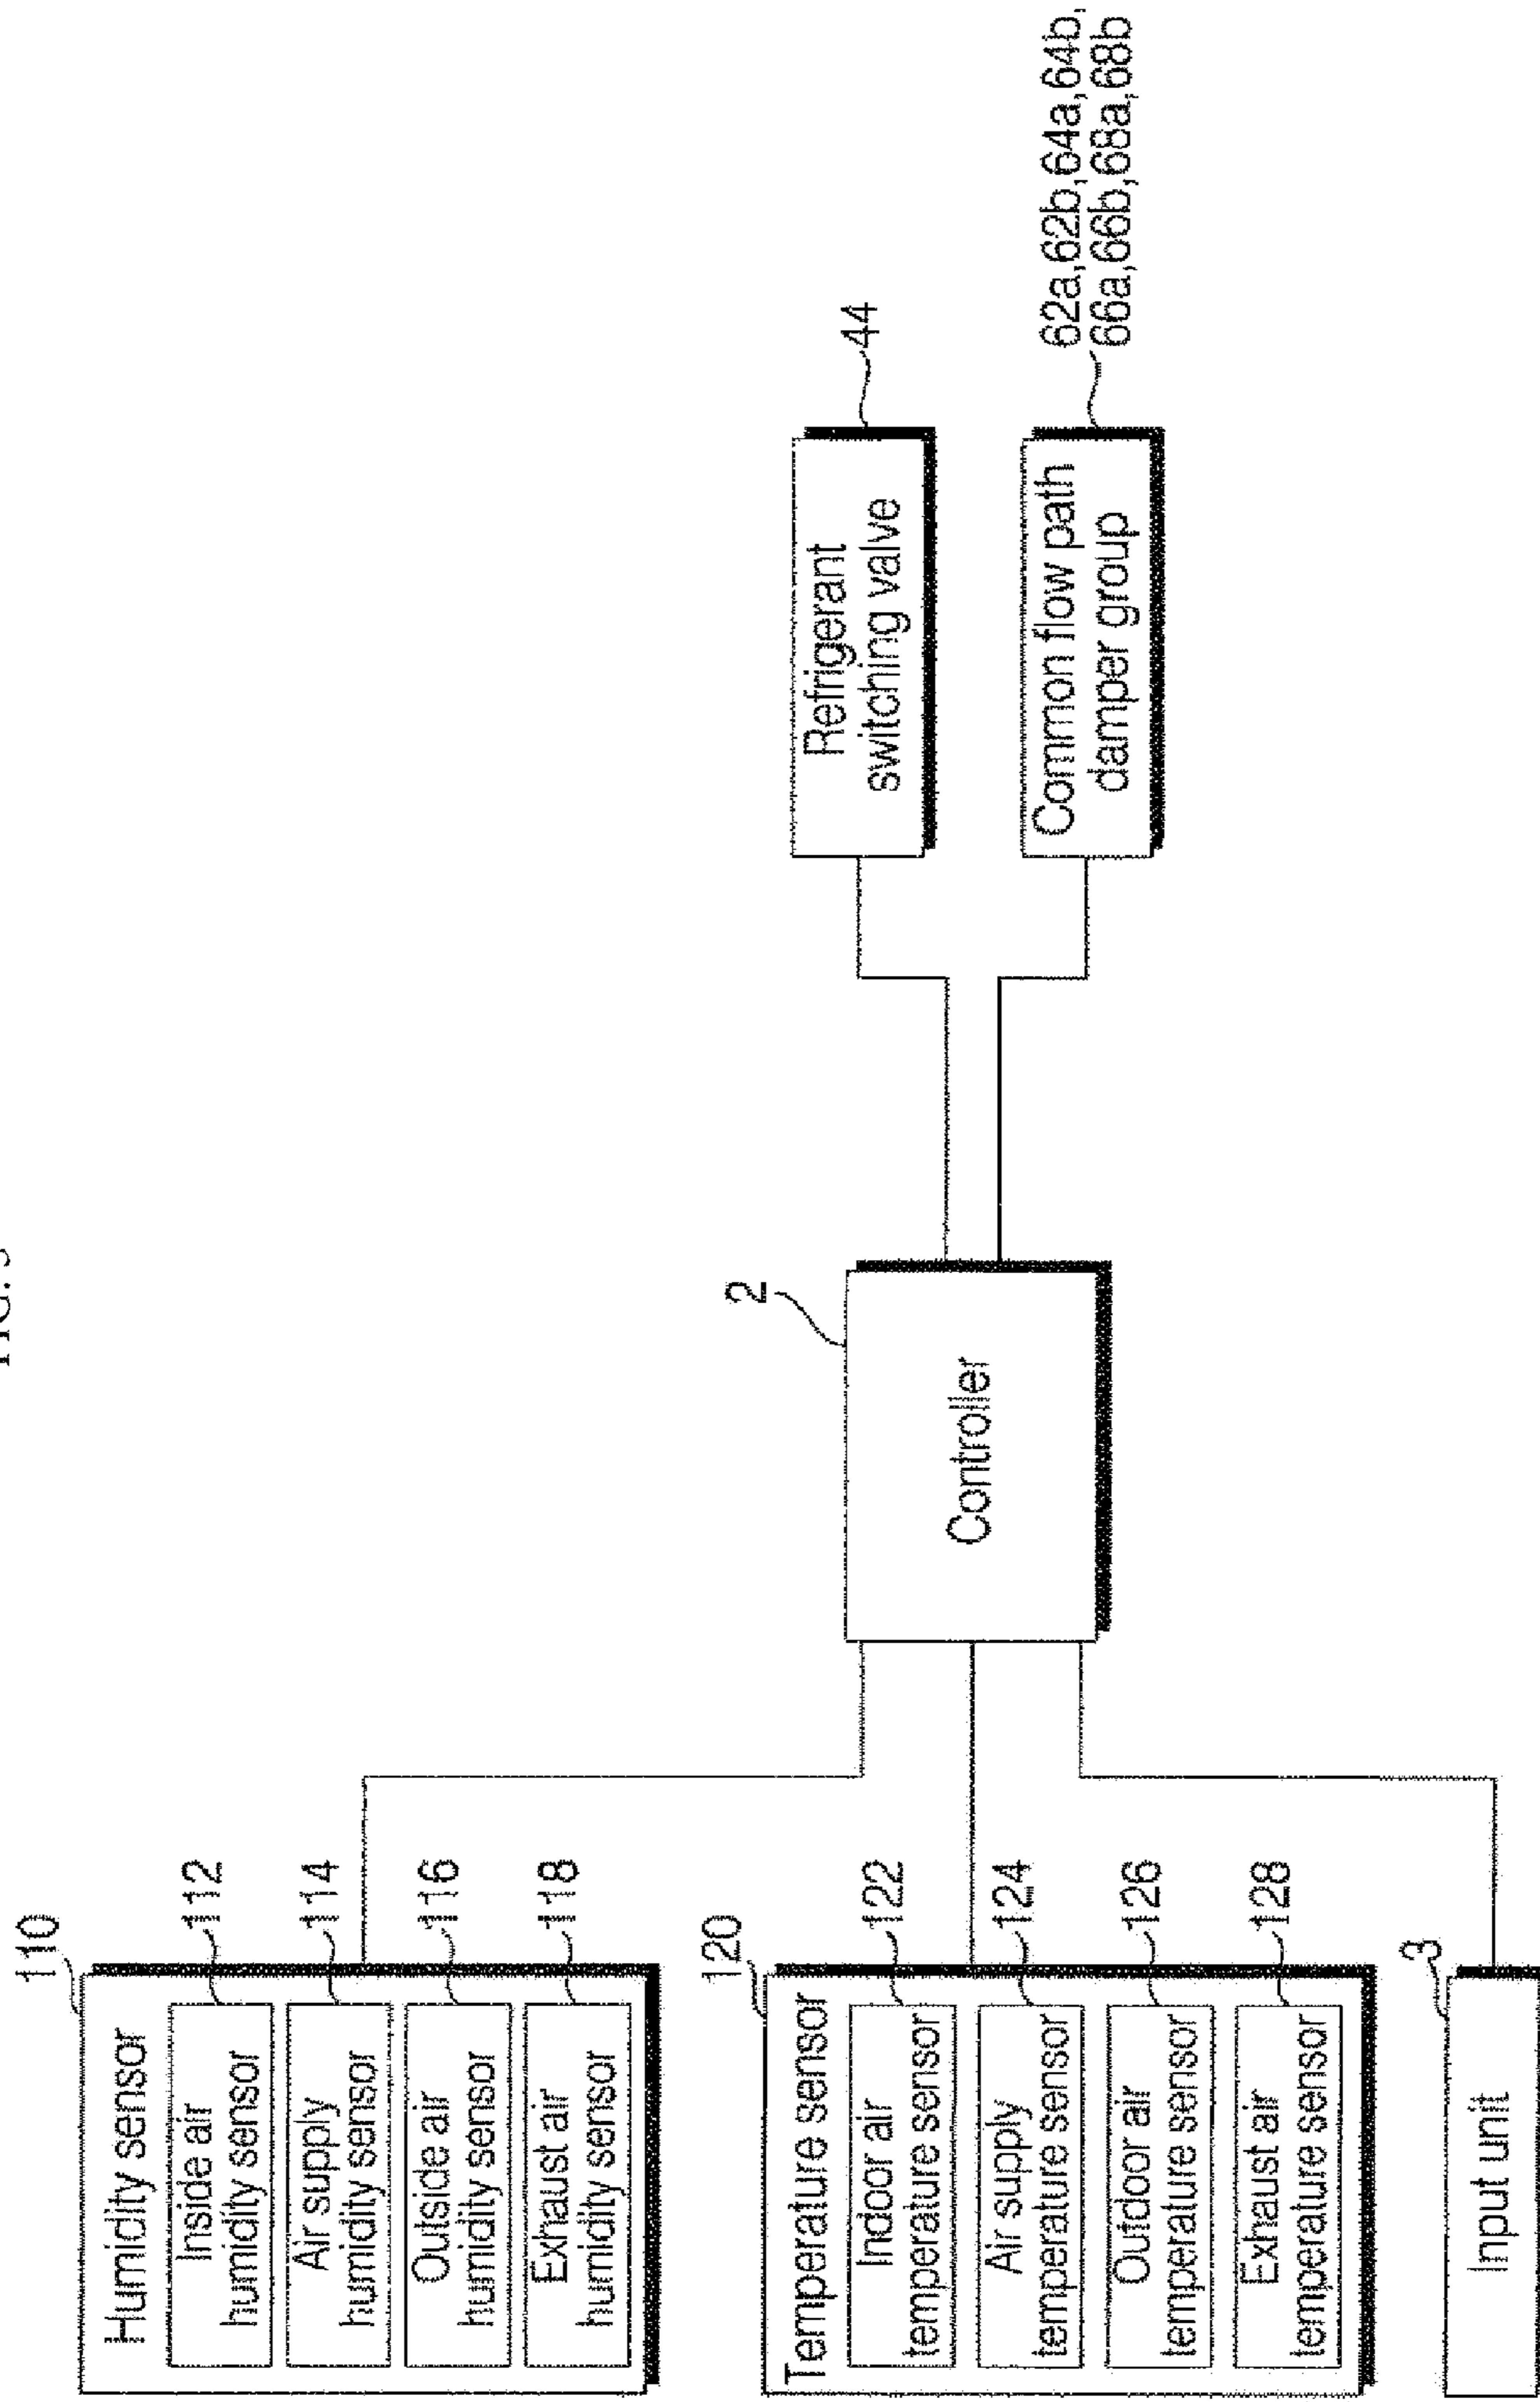 FIG. 5
110
Humidity sensor
Inside air
humidity sensor
112
Air supply
humidity sensor
114
Outside air
humidity sensor
116
Exhaust air
humidity sensor
118
120
Temperature sensor
Indoor air
temperature sensor
122
Air supply
temperature sensor
124
Outdoor air
temperature sensor
126
Exhaust air
temperature sensor
128
3
Input unit
2
Controller
Refrigerant
switching valve
44
Common flow path
damper group
62a,62b,64a,64b,
66a,66b,68a,68b